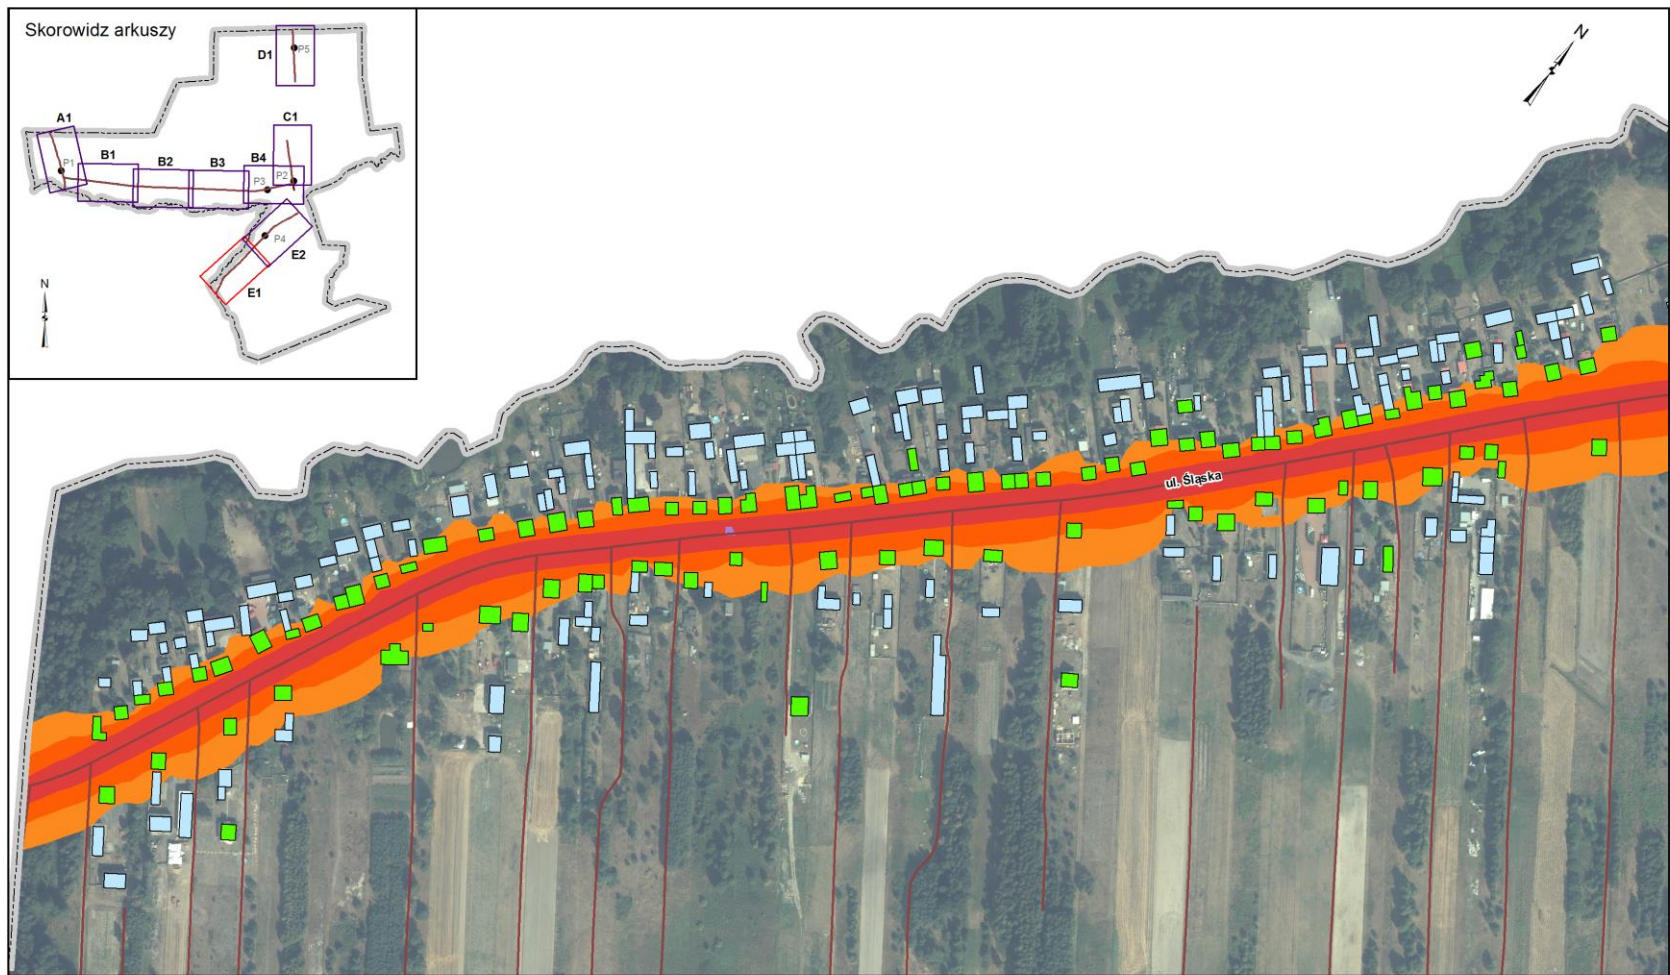 Skorowidz arkuszy
N
D1
P5
A1
C1
B1
B2
B3
B4
P1
P2
P3
P4
E2
E1
N
ul. Śląska